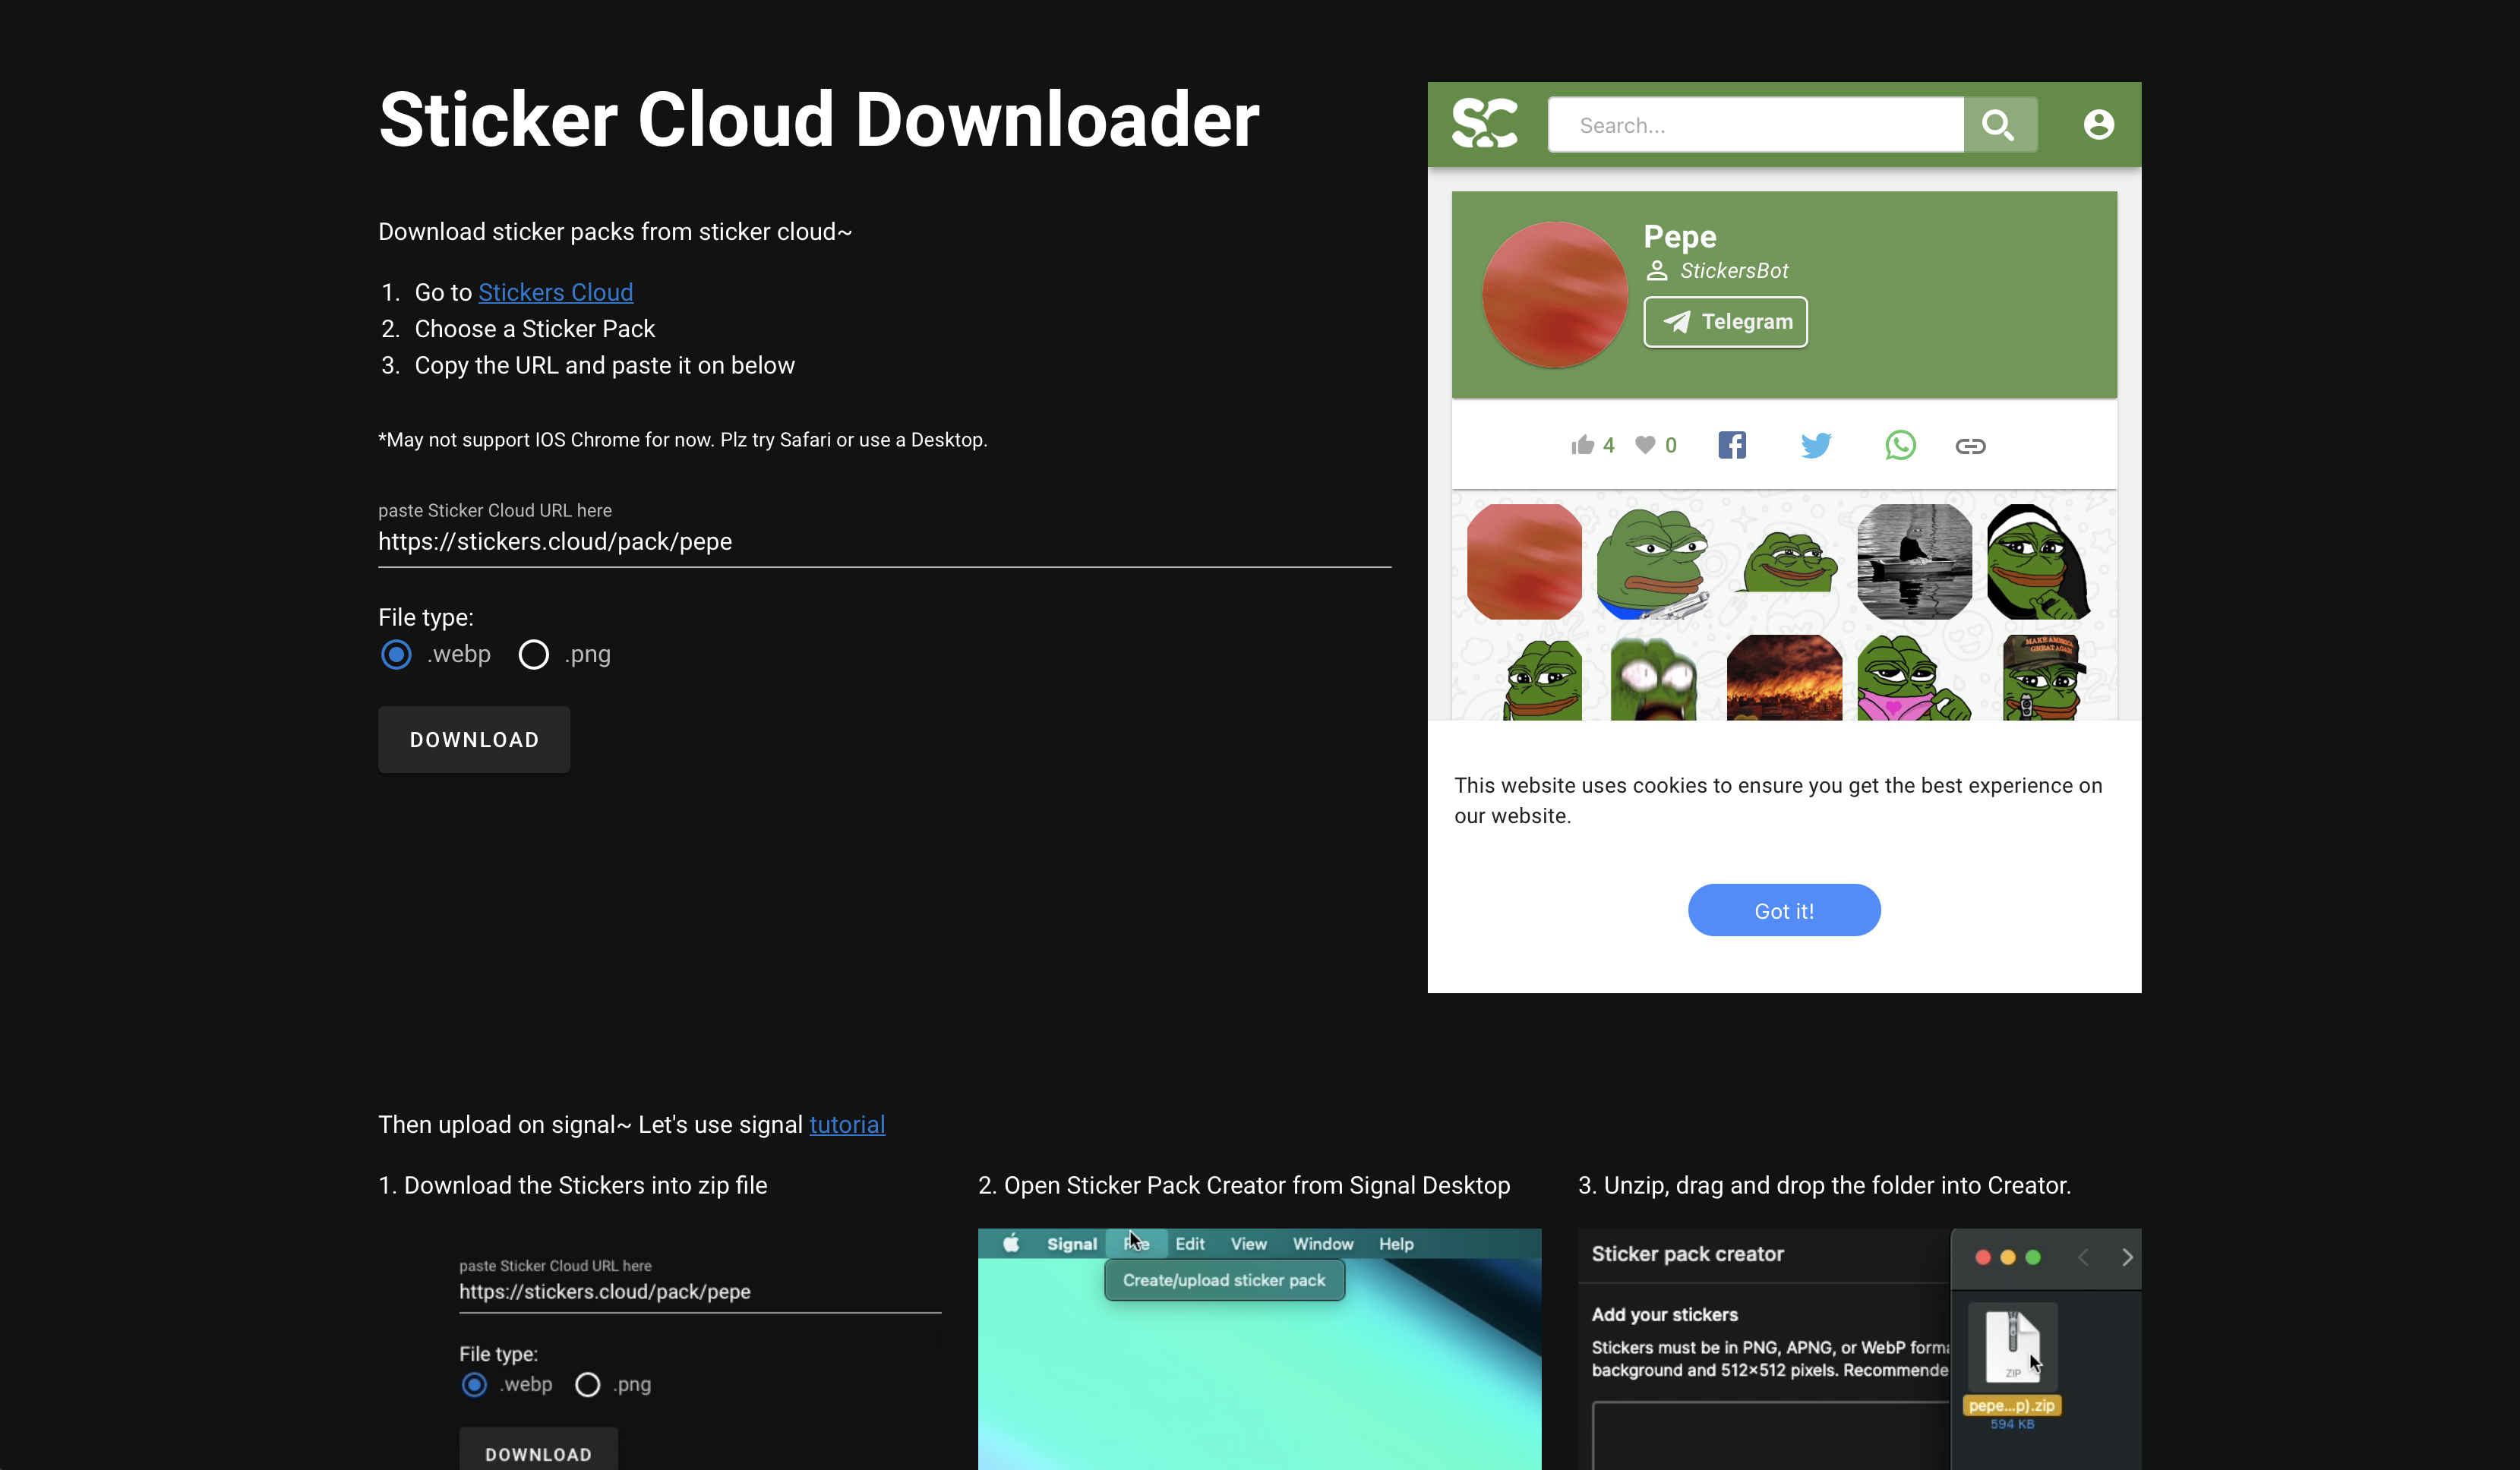 Sticker Cloud Downloader
Download sticker packs from sticker cloud~
1. Go to Stickers Cloud
2. Choose a Sticker Pack
3. Copy the URL and paste it on below
*May not support IOS Chrome for now. Plz try Safari or use a Desktop.
paste Sticker Cloud URL here
https://stickers.cloud/pack/pepe
File type:
.webp .png
DOWNLOAD
SC
Search...
Pepe
StickersBot
Telegram
4 0
MAKE AMERICA
GREAT AGAIN
This website uses cookies to ensure you get the best experience on
our website.
Got it!
Then upload on signal~ Let's use signal tutorial
1. Download the Stickers into zip file
paste Sticker Cloud URL here
https://stickers.cloud/pack/pepe
File type:
.webp .png
DOWNLOAD
2. Open Sticker Pack Creator from Signal Desktop
Signal Edit View Window Help
Create/upload sticker pack
3. Unzip, drag and drop the folder into Creator.
Sticker pack creator
Add your stickers
Stickers must be in PNG, APNG, or WebP forma
background and 512×512 pixels. Recommende
ZIP
pepe...p).zip
594 KB